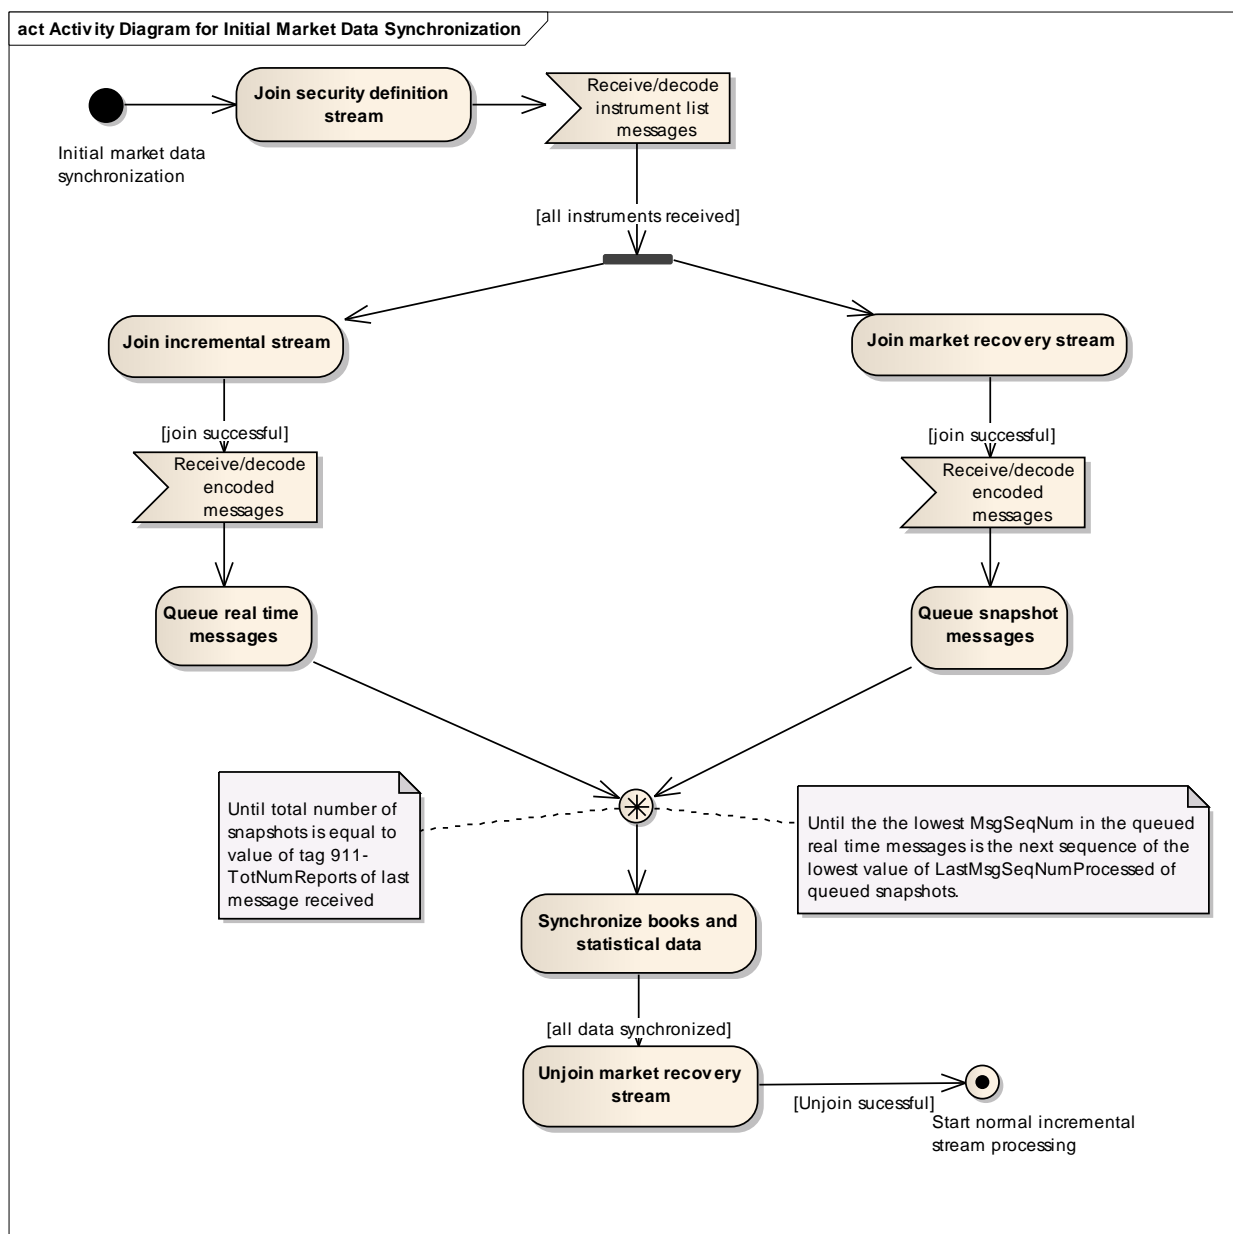 act Activity Diagram for Initial Market Data Synchronization
Join security definition
stream
Receive/decode
instrument list
messages
Initial market data
synchronization
[all instruments received]
Join incremental stream
Join market recovery stream
[join successful]
[join successful]
Receive/decode
encoded
messages
Receive/decode
encoded
messages
Queue real time
messages
Queue snapshot
messages
Until total number of
snapshots is equal to
value of tag 911-
TotNumReports of last
message received
Until the the lowest MsgSeqNum in the queued
real time messages is the next sequence of the
lowest value of LastMsgSeqNumProcessed of
queued snapshots.
Synchronize books and
statistical data
[all data synchronized]
Unjoin market recovery
stream
[Unjoin sucessful]
Start normal incremental
stream processing